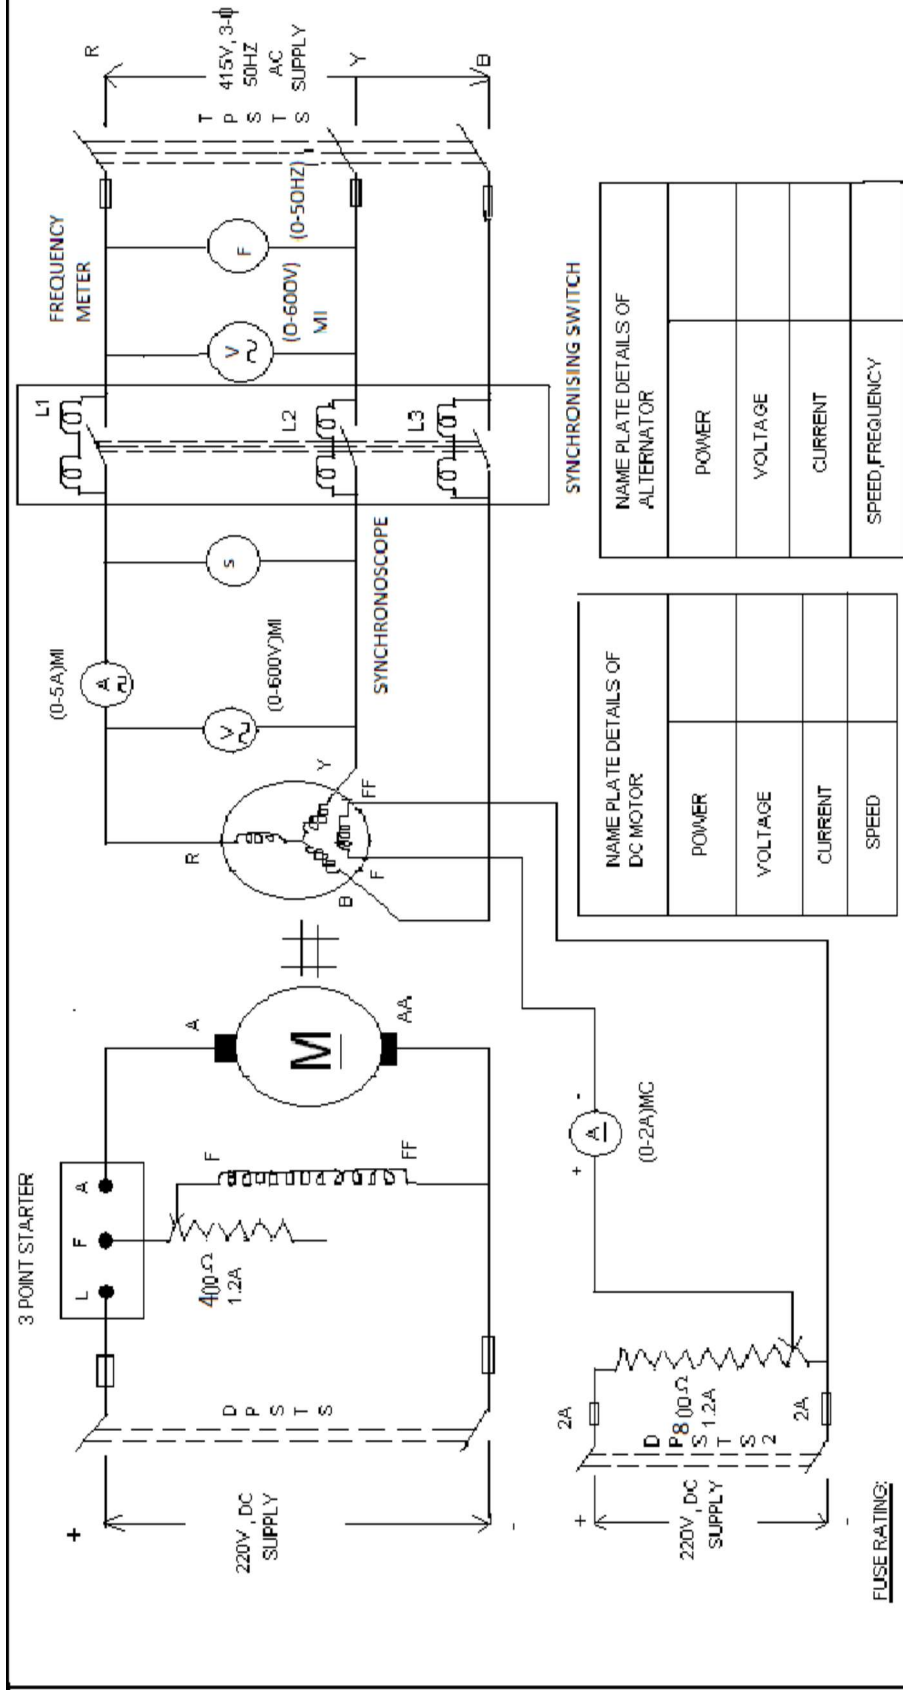 3 POINT STARTER
L
F
A
+
220V, DC
SUPPLY
-
D
P
S
T
S
400Ω
1.2A
F
FF
A
M
AA
R
Y
B
F
FF
(0-5A)MI
A
V
(0-600V)MI
S
SYNCHRONOSCOPE
L1
L2
L3
SYNCHRONISING SWITCH
FREQUENCY
METER
V
(0-600V)
MI
F
(0-50HZ)
T
P
S
T
S
R
415V, 3-ϕ
50HZ
AC
SUPPLY
Y
B
+
220V, DC
SUPPLY
-
2A
D
P
S
T
S
2
800Ω
1.2A
2A
+
A
-
(0-2A)MC
FUSE RATING:
NAME PLATE DETAILS OF
DC MOTOR
POWER
VOLTAGE
CURRENT
SPEED
NAME PLATE DETAILS OF
ALTERNATOR
POWER
VOLTAGE
CURRENT
SPEED,FREQUENCY